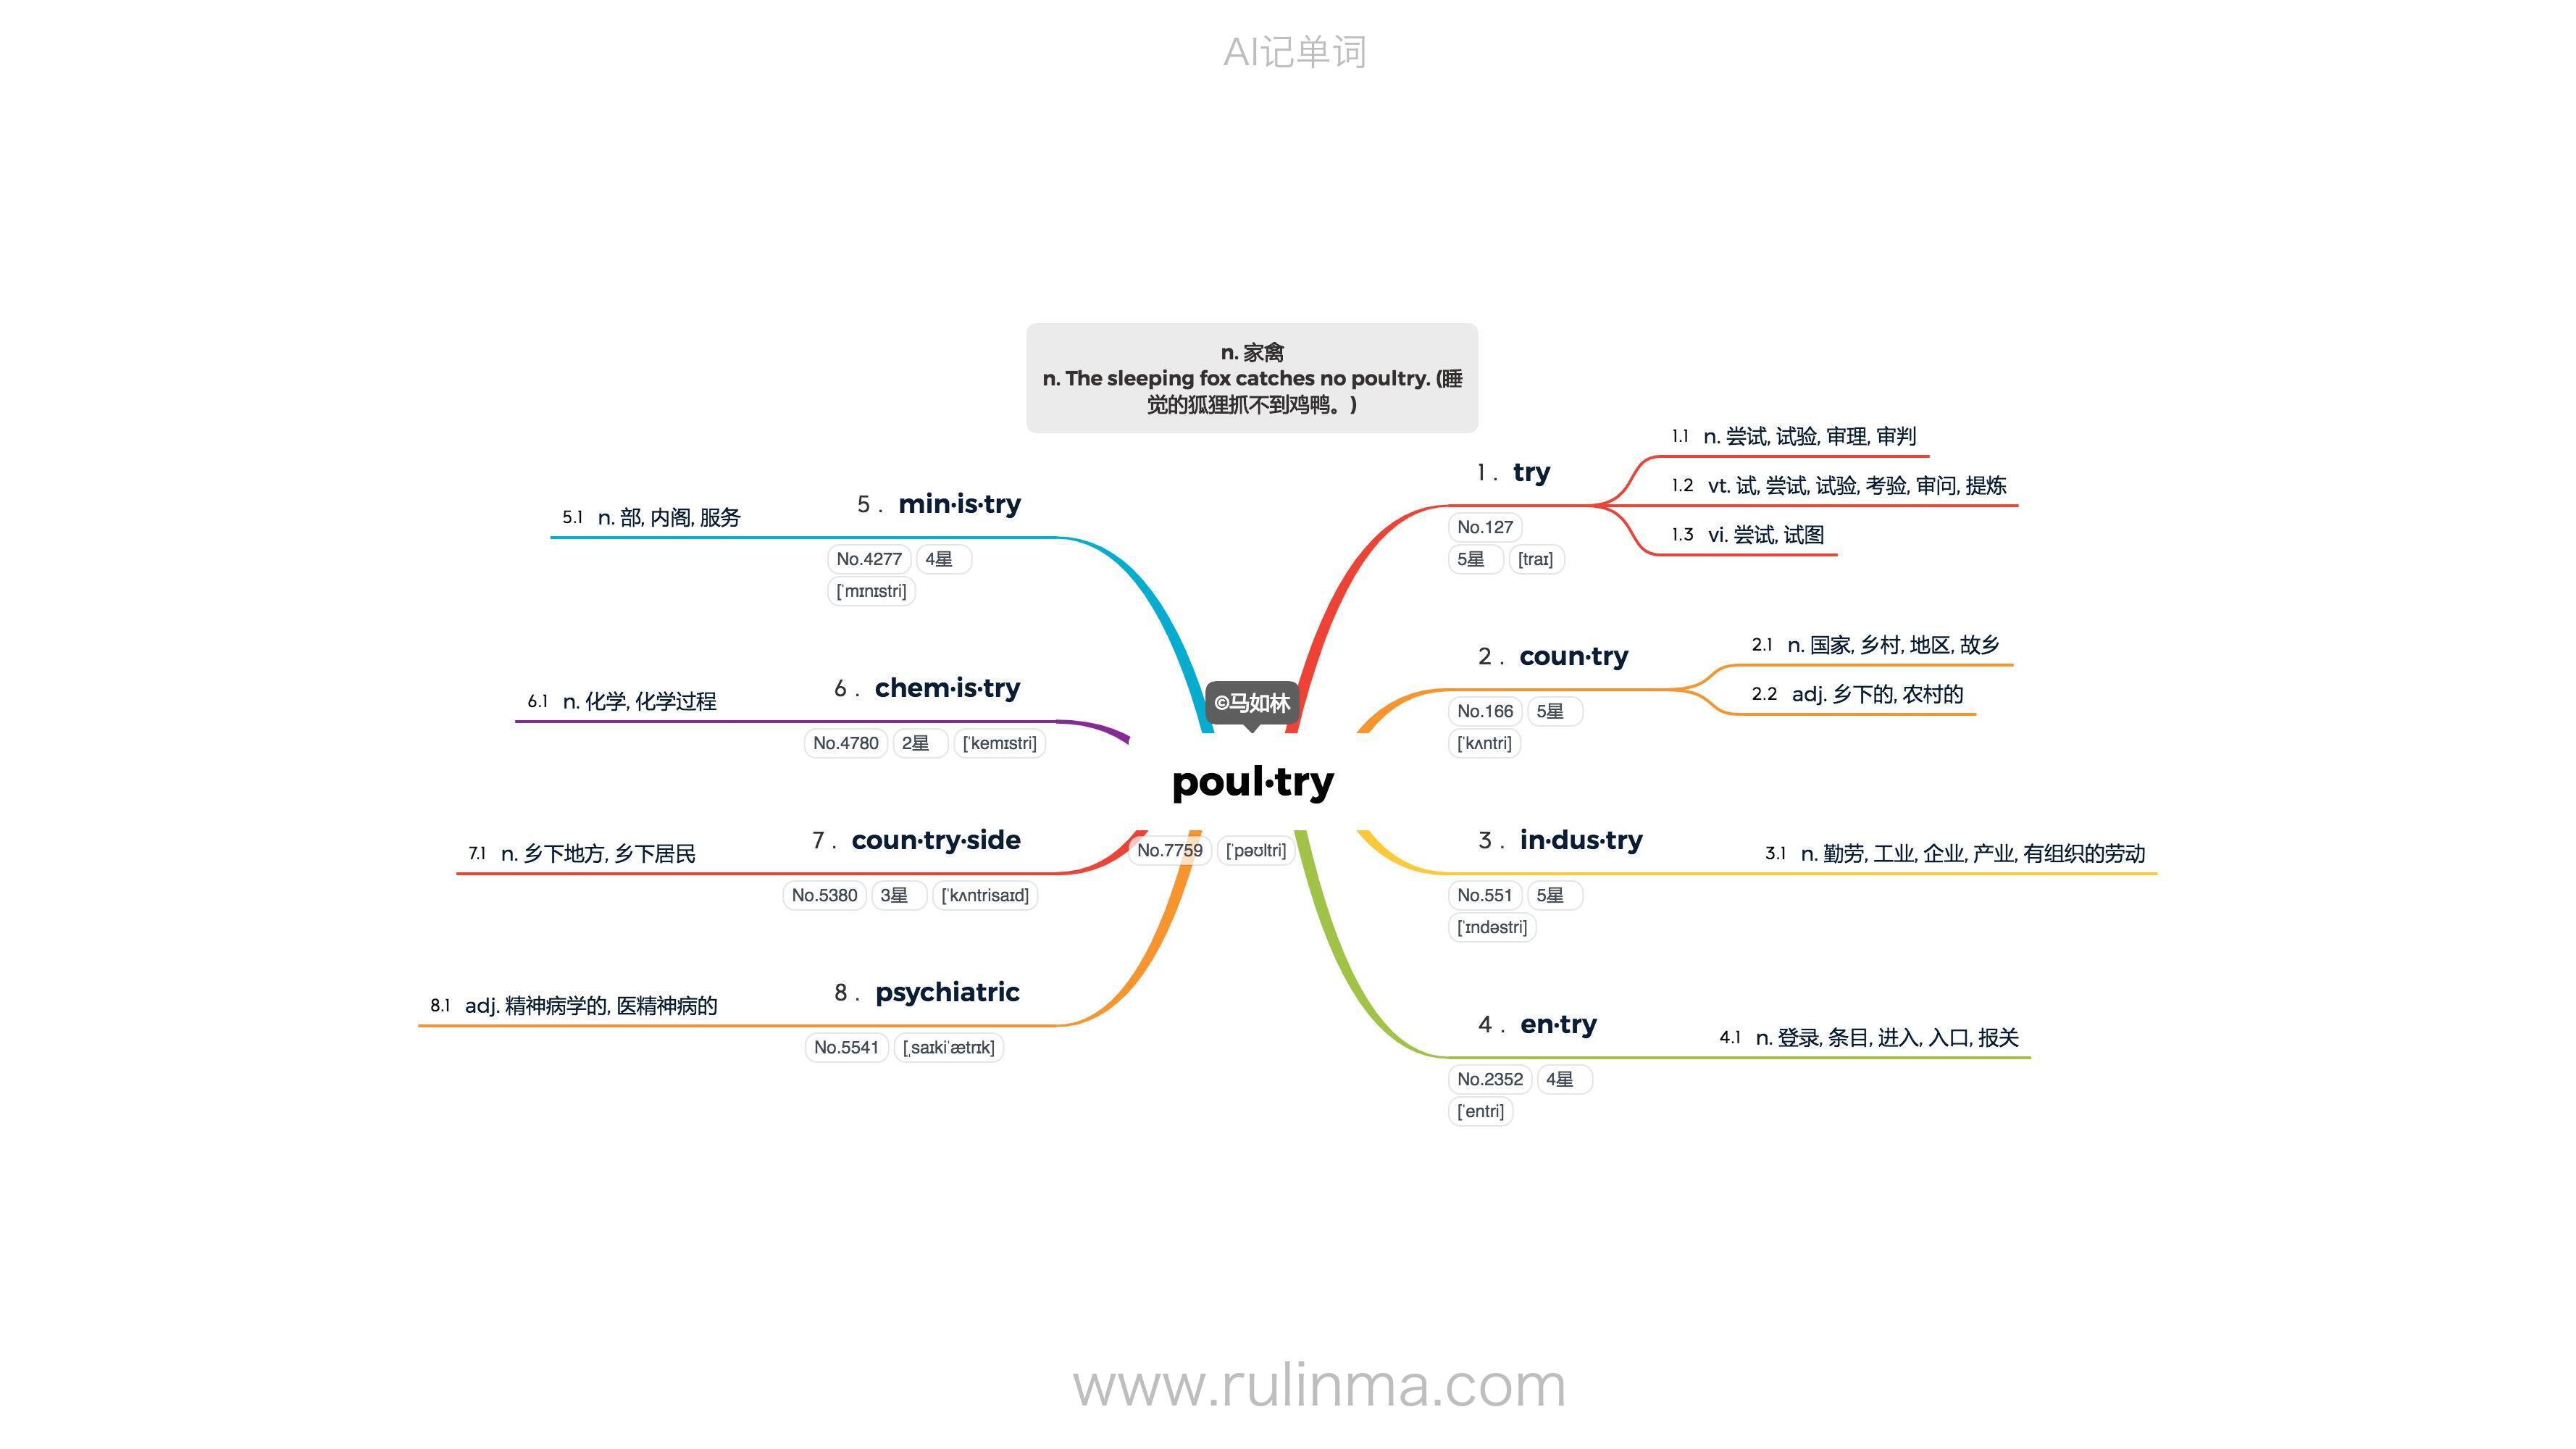 AI记单词
n. 家禽
n. The sleeping fox catches no poultry. (睡
觉的狐狸抓不到鸡鸭。)
©马如林
poul·try
No.7759 [ˈpəʊltri]
1 . try
No.127
5星 [traɪ]
1.1 n. 尝试, 试验, 审理, 审判
1.2 vt. 试, 尝试, 试验, 考验, 审问, 提炼
1.3 vi. 尝试, 试图
2 . coun·try
No.166 5星
[ˈkʌntri]
2.1 n. 国家, 乡村, 地区, 故乡
2.2 adj. 乡下的, 农村的
3 . in·dus·try
No.551 5星
[ˈɪndəstri]
3.1 n. 勤劳, 工业, 企业, 产业, 有组织的劳动
4 . en·try
No.2352 4星
[ˈentri]
4.1 n. 登录, 条目, 进入, 入口, 报关
5 . min·is·try
No.4277 4星
[ˈmɪnɪstri]
5.1 n. 部, 内阁, 服务
6 . chem·is·try
No.4780 2星 [ˈkemɪstri]
6.1 n. 化学, 化学过程
7 . coun·try·side
No.5380 3星 [ˈkʌntrisaɪd]
7.1 n. 乡下地方, 乡下居民
8 . psychiatric
No.5541 [ˌsaɪkiˈætrɪk]
8.1 adj. 精神病学的, 医精神病的
www.rulinma.com